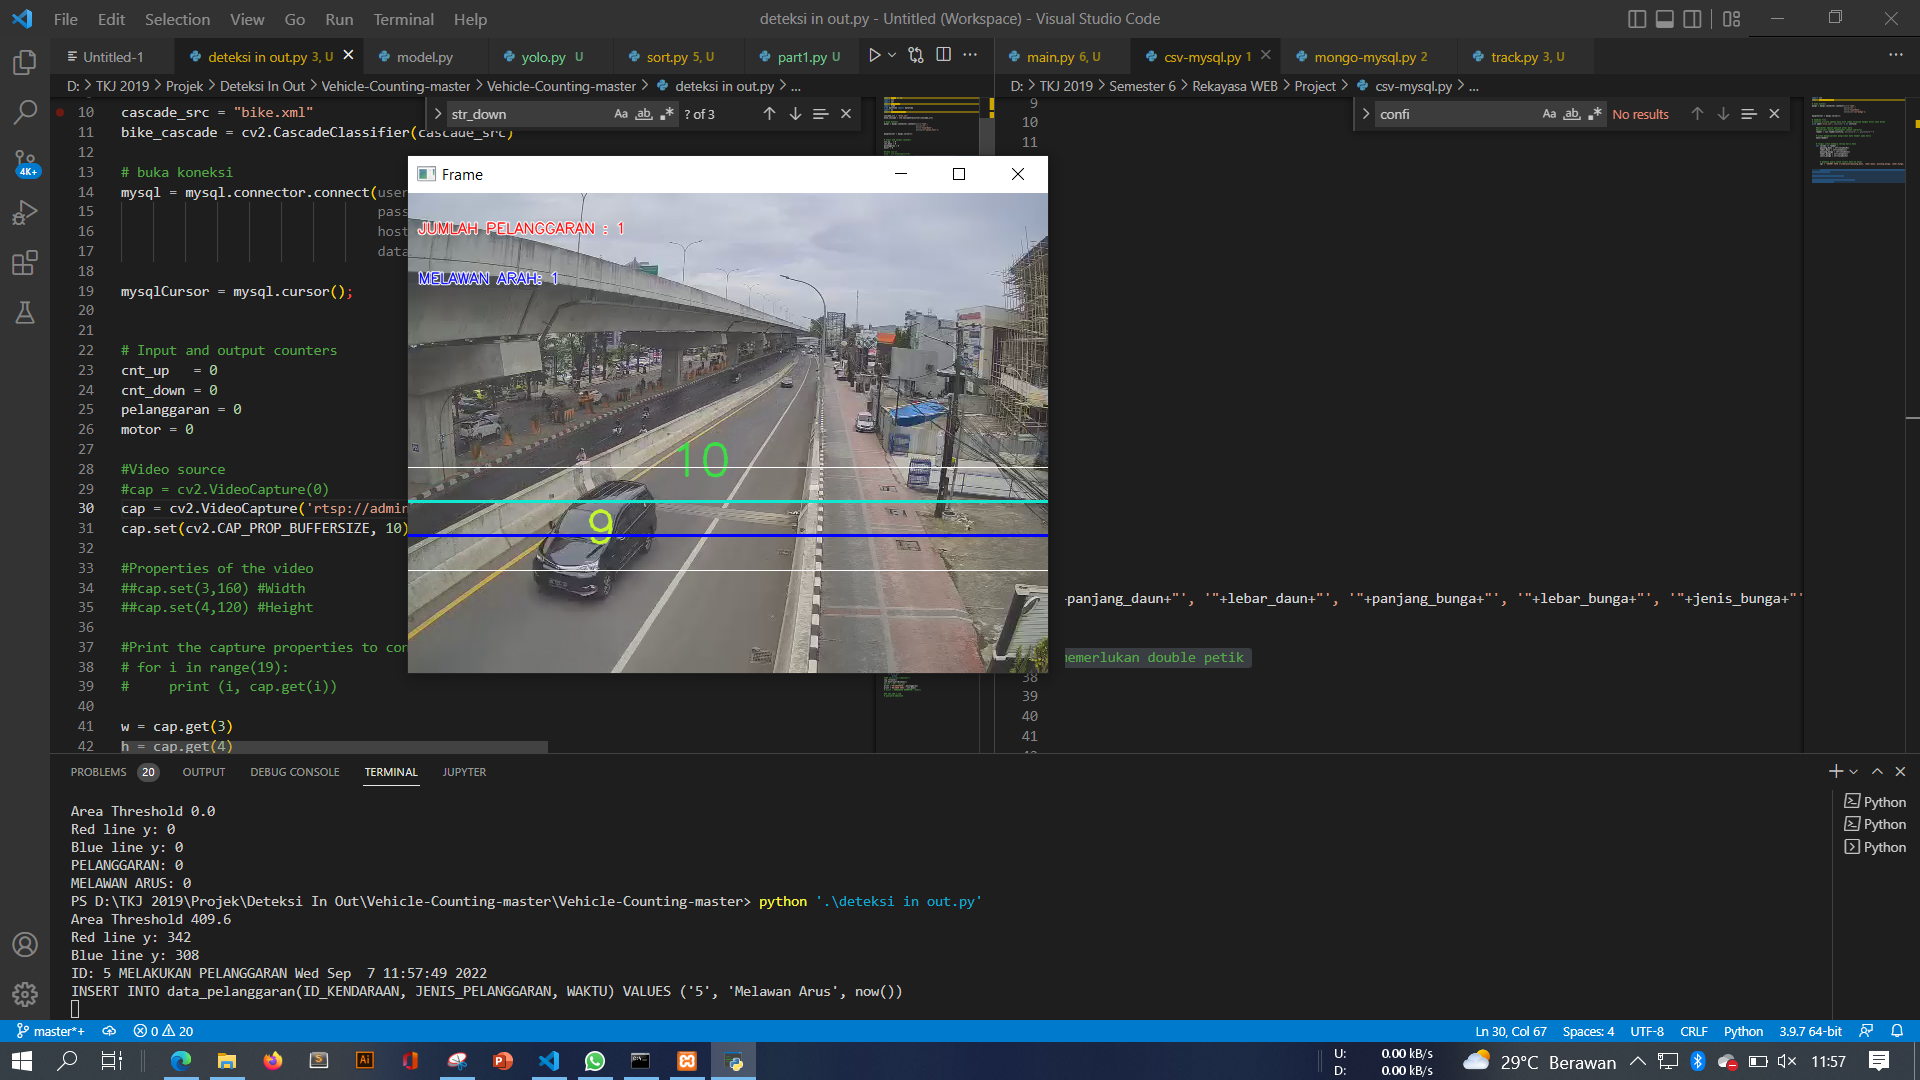 File Edit Selection View Go Run Terminal Help
deteksi in out.py - Untitled (Workspace) - Visual Studio Code
Untitled-1
deteksi in out.py 3, U
model.py
yolo.py U
sort.py 5, U
part1.py U
main.py 6, U
csv-mysql.py 1
mongo-mysql.py 2
track.py 3, U
D: > TKJ 2019 > Projek > Deteksi In Out > Vehicle-Counting-master > Vehicle-Counting-master > deteksi in out.py > ...
D: > TKJ 2019 > Semester 6 > Rekayasa WEB > Project > csv-mysql.py > ...
str_down
Aa ab .*
? of 3
confi
Aa ab .*
No results
4K+
10 cascade_src = "bike.xml"
11 bike_cascade = cv2.CascadeClassifier(cascade_src)
12
13 # buka koneksi
14 mysql = mysql.connector.connect(user
15 pass
16 host
17 data
18
19 mysqlCursor = mysql.cursor();
20
21
22 # Input and output counters
23 cnt_up   = 0
24 cnt_down = 0
25 pelanggaran = 0
26 motor = 0
27
28 #Video source
29 #cap = cv2.VideoCapture(0)
30 cap = cv2.VideoCapture('rtsp://admin
31 cap.set(cv2.CAP_PROP_BUFFERSIZE, 10)
32
33 #Properties of the video
34 ##cap.set(3,160) #Width
35 ##cap.set(4,120) #Height
36
37 #Print the capture properties to con
38 # for i in range(19):
39 #     print (i, cap.get(i))
40
41 w = cap.get(3)
42 h = cap.get(4)
Frame
JUMLAH PELANGGARAN : 1
MELAWAN ARAH: 1
10
9
9
10
11
+panjang_daun+"', '"+lebar_daun+"', '"+panjang_bunga+"', '"+lebar_bunga+"', '"+jenis_bunga+"'
memerlukan double petik
38
39
40
41
PROBLEMS 20 OUTPUT DEBUG CONSOLE TERMINAL JUPYTER
Area Threshold 0.0
Red line y: 0
Blue line y: 0
PELANGGARAN: 0
MELAWAN ARUS: 0
PS D:\TKJ 2019\Projek\Deteksi In Out\Vehicle-Counting-master\Vehicle-Counting-master> python '.\deteksi in out.py'
Area Threshold 409.6
Red line y: 342
Blue line y: 308
ID: 5 MELAKUKAN PELANGGARAN Wed Sep  7 11:57:49 2022
INSERT INTO data_pelanggaran(ID_KENDARAAN, JENIS_PELANGGARAN, WAKTU) VALUES ('5', 'Melawan Arus', now())
Python
Python
Python
master*+
0 20
Ln 30, Col 67 Spaces: 4 UTF-8 CRLF Python 3.9.7 64-bit
U: 0.00 kB/s
D: 0.00 kB/s
29°C Berawan
11:57